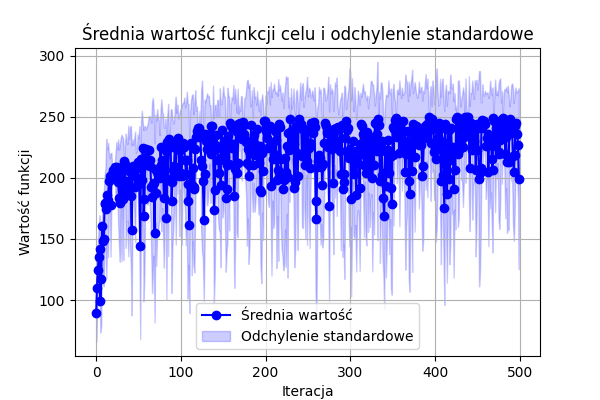 Średnia wartość funkcji celu i odchylenie standardowe
300
250
200
150
100
Wartość funkcji
Średnia wartość
Odchylenie standardowe
0 100 200 300 400 500
Iteracja